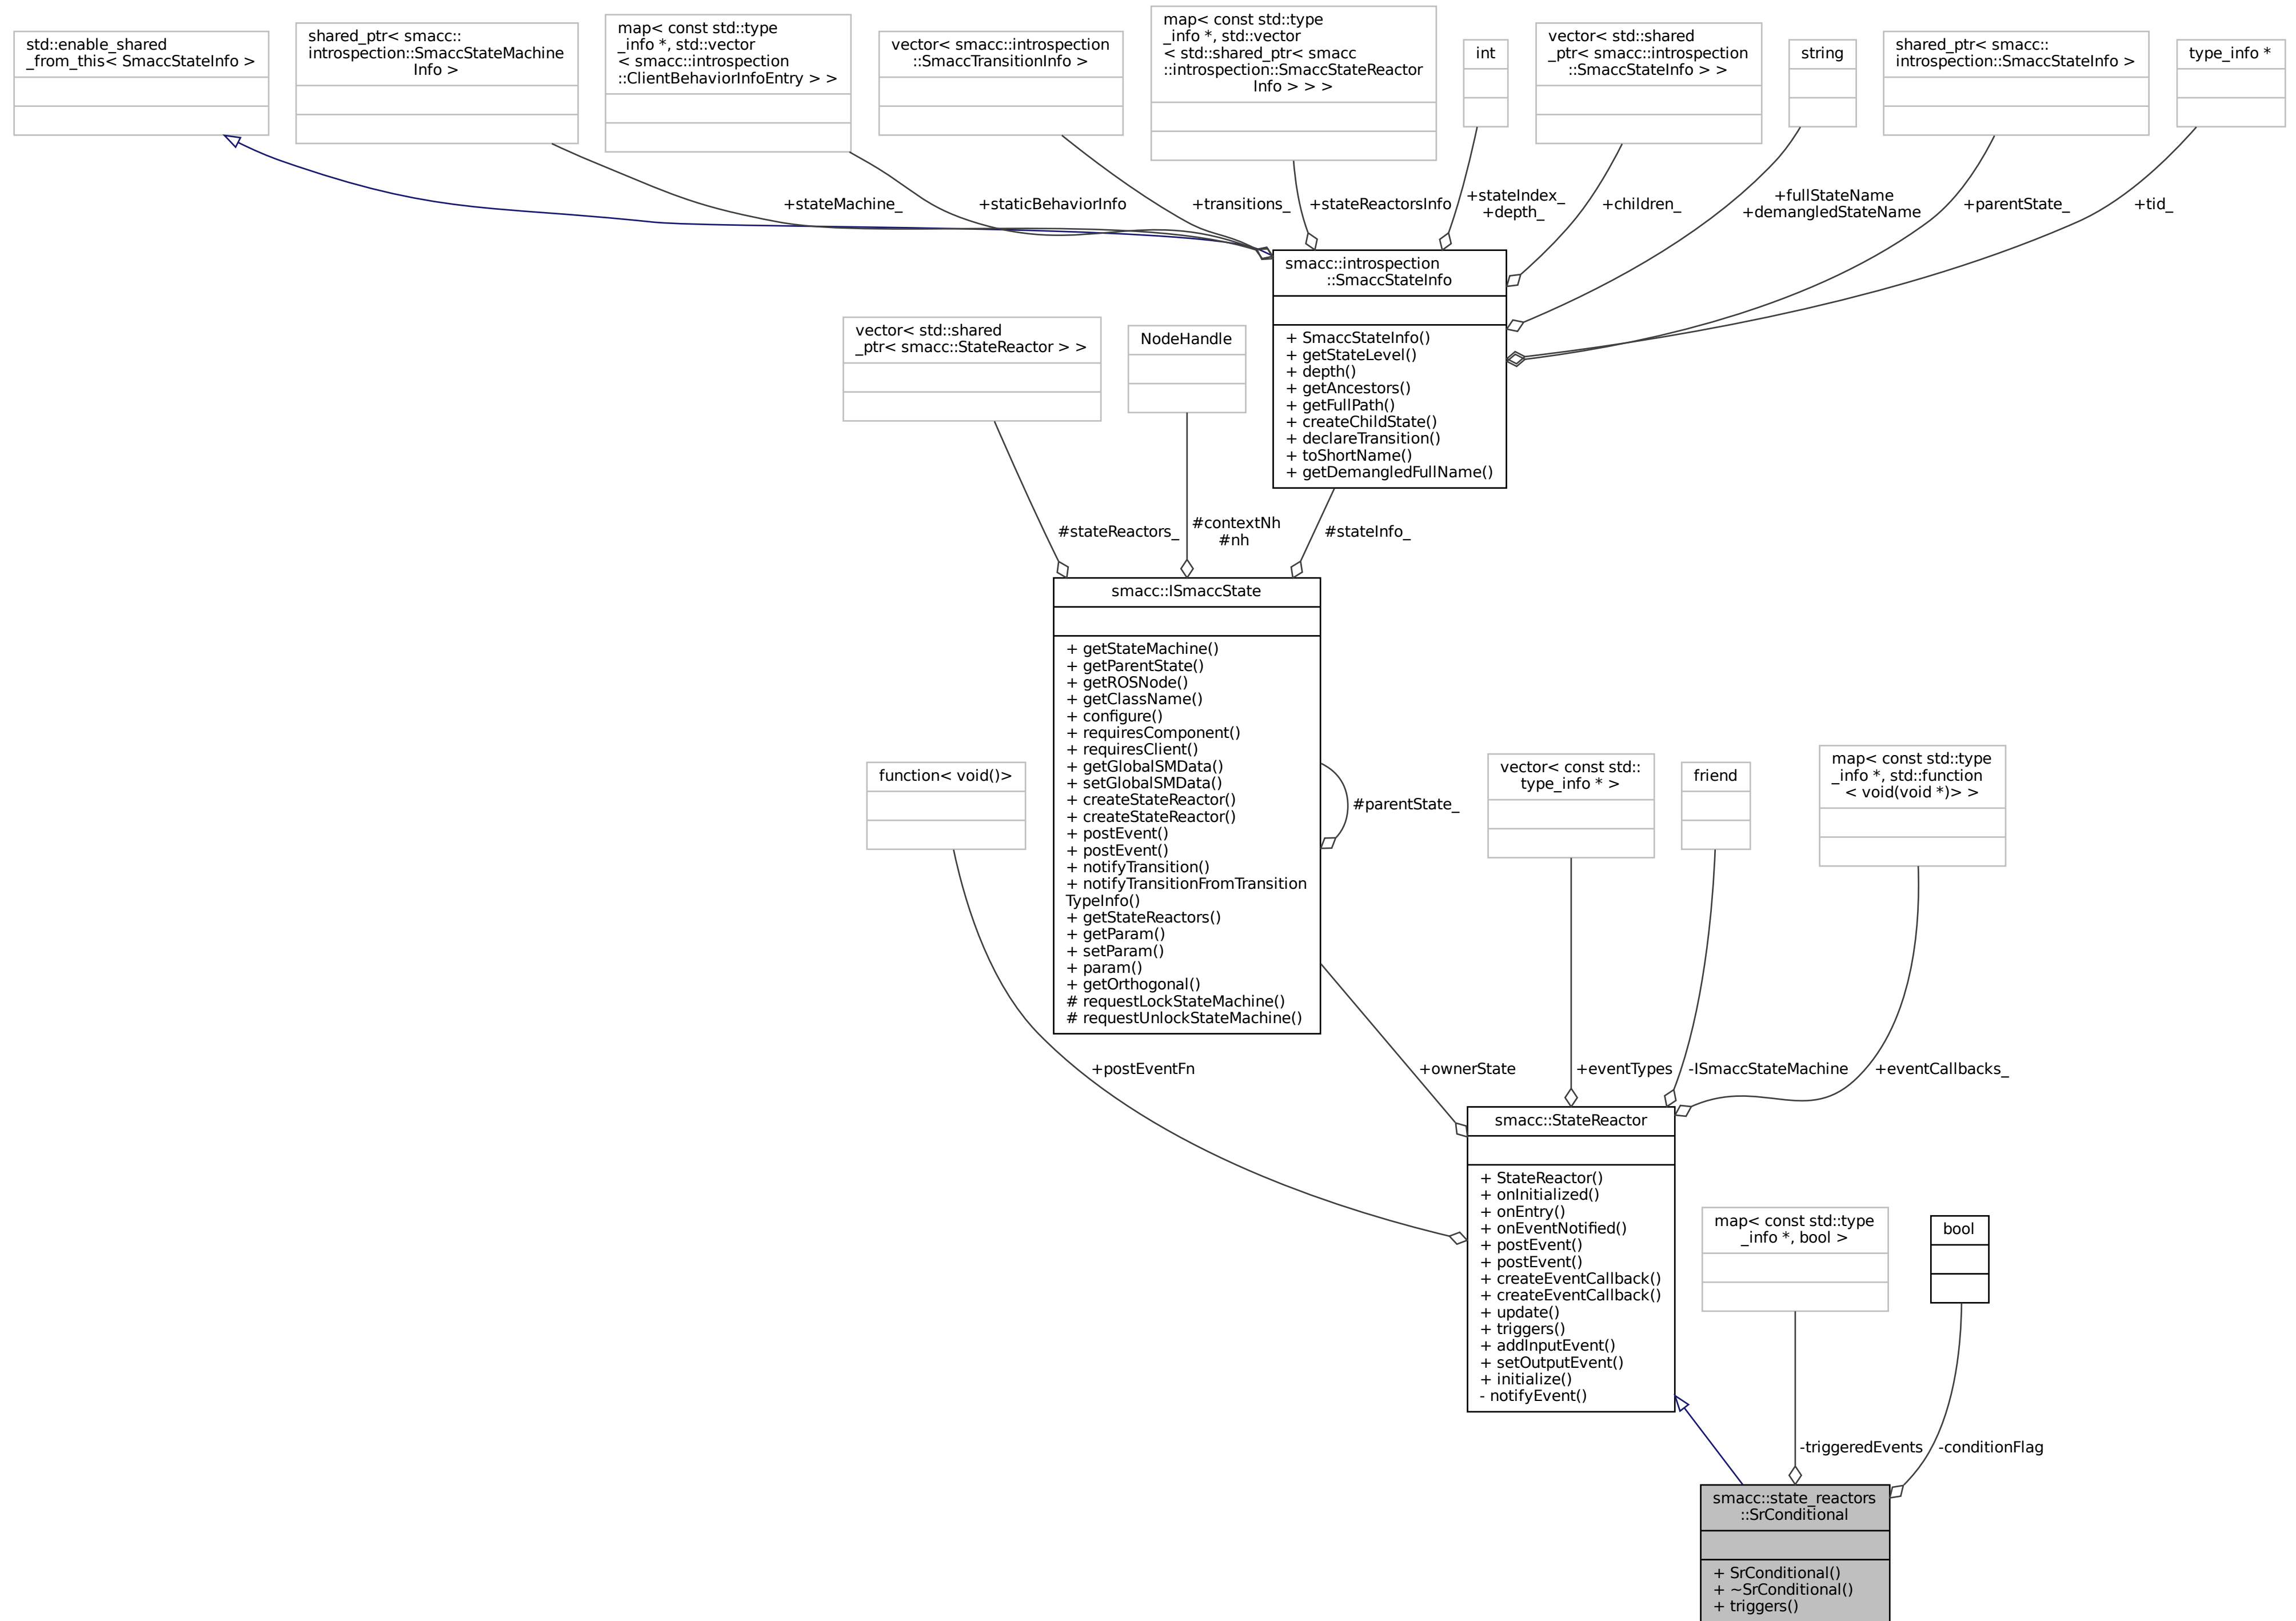 std::enable_shared
_from_this< SmaccStateInfo >
shared_ptr< smacc::
introspection::SmaccStateMachine
Info >
map< const std::type
_info *, std::vector
< smacc::introspection
::ClientBehaviorInfoEntry > >
vector< smacc::introspection
::SmaccTransitionInfo >
map< const std::type
_info *, std::vector
< std::shared_ptr< smacc
::introspection::SmaccStateReactor
Info > > >
int
vector< std::shared
_ptr< smacc::introspection
::SmaccStateInfo > >
string
shared_ptr< smacc::
introspection::SmaccStateInfo >
type_info *
+stateMachine_
+staticBehaviorInfo
+transitions_
+stateReactorsInfo
+stateIndex_
+depth_
+children_
+fullStateName
+demangledStateName
+parentState_
+tid_
smacc::introspection
::SmaccStateInfo
+ SmaccStateInfo()
+ getStateLevel()
+ depth()
+ getAncestors()
+ getFullPath()
+ createChildState()
+ declareTransition()
+ toShortName()
+ getDemangledFullName()
vector< std::shared
_ptr< smacc::StateReactor > >
NodeHandle
#stateReactors_
#contextNh
#nh
#stateInfo_
smacc::ISmaccState
+ getStateMachine()
+ getParentState()
+ getROSNode()
+ getClassName()
+ configure()
+ requiresComponent()
+ requiresClient()
+ getGlobalSMData()
+ setGlobalSMData()
+ createStateReactor()
+ createStateReactor()
+ postEvent()
+ postEvent()
+ notifyTransition()
+ notifyTransitionFromTransition
TypeInfo()
+ getStateReactors()
+ getParam()
+ setParam()
+ param()
+ getOrthogonal()
# requestLockStateMachine()
# requestUnlockStateMachine()
#parentState_
function< void()>
vector< const std::
type_info * >
friend
map< const std::type
_info *, std::function
< void(void *)> >
+postEventFn
+ownerState
+eventTypes
-ISmaccStateMachine
+eventCallbacks_
smacc::StateReactor
+ StateReactor()
+ onInitialized()
+ onEntry()
+ onEventNotified()
+ postEvent()
+ postEvent()
+ createEventCallback()
+ createEventCallback()
+ update()
+ triggers()
+ addInputEvent()
+ setOutputEvent()
+ initialize()
- notifyEvent()
map< const std::type
_info *, bool >
bool
-triggeredEvents
-conditionFlag
smacc::state_reactors
::SrConditional
+ SrConditional()
+ ~SrConditional()
+ triggers()